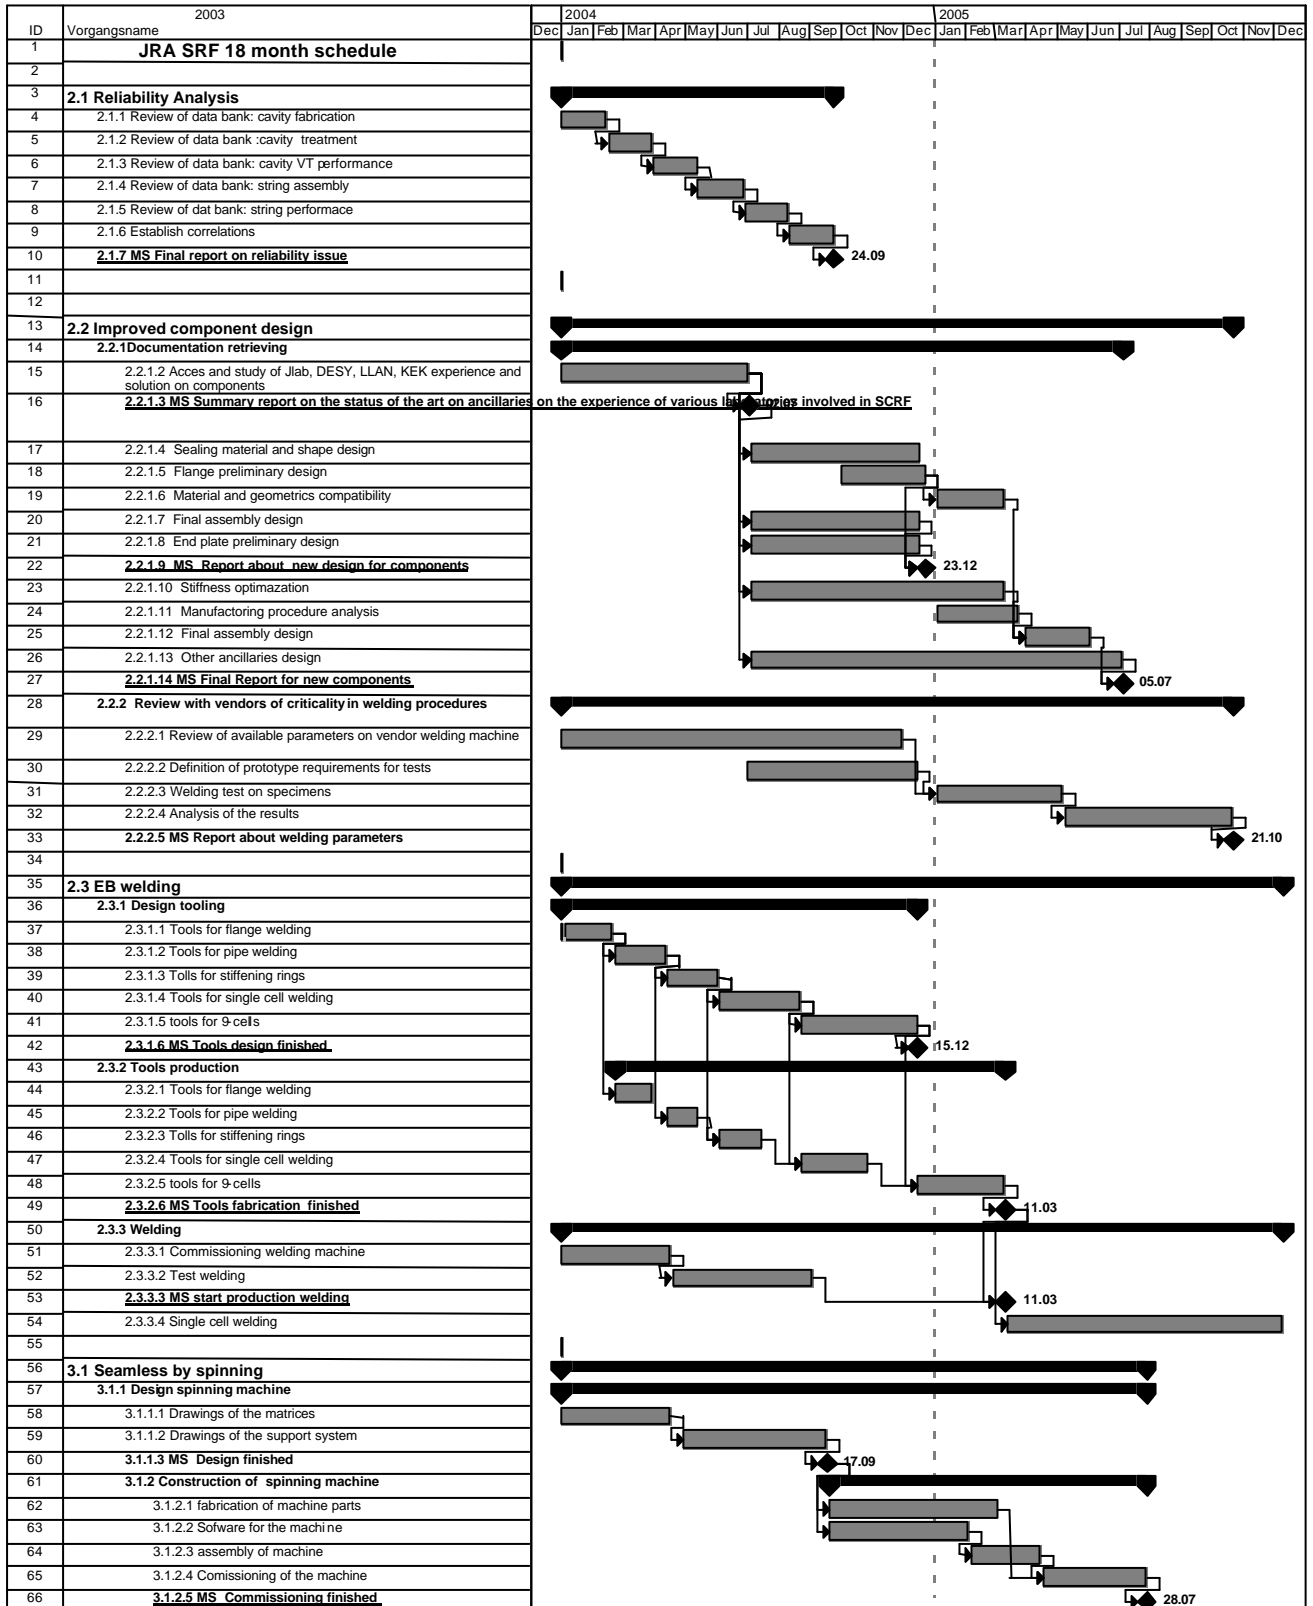 2003 2004 2005
ID Vorgangsname Dec Jan Feb Mar Apr May Jun Jul Aug Sep Oct Nov Dec Jan Feb Mar Apr May Jun Jul Aug Sep Oct Nov Dec
1 JRA SRF 18 month schedule
2
3 2.1 Reliability Analysis
4 2.1.1 Review of data bank: cavity fabrication
5 2.1.2 Review of data bank :cavity treatment
6 2.1.3 Review of data bank: cavity VT performance
7 2.1.4 Review of data bank: string assembly
8 2.1.5 Review of dat bank: string performace
9 2.1.6 Establish correlations
10 2.1.7 MS Final report on reliability issue 24.09
11
12
13 2.2 Improved component design
14 2.2.1Documentation retrieving
15 2.2.1.2 Acces and study of Jlab, DESY, LLAN, KEK experience and
solution on components
16 2.2.1.3 MS Summary report on the status of the art on ancillaries on the experience of various laboratories involved in SCRF
17 2.2.1.4 Sealing material and shape design
18 2.2.1.5 Flange preliminary design
19 2.2.1.6 Material and geometrics compatibility
20 2.2.1.7 Final assembly design
21 2.2.1.8 End plate preliminary design
22 2.2.1.9 MS Report about new design for components 23.12
23 2.2.1.10 Stiffness optimazation
24 2.2.1.11 Manufactoring procedure analysis
25 2.2.1.12 Final assembly design
26 2.2.1.13 Other ancillaries design
27 2.2.1.14 MS Final Report for new components 05.07
28 2.2.2 Review with vendors of criticality in welding procedures
29 2.2.2.1 Review of available parameters on vendor welding machine
30 2.2.2.2 Definition of prototype requirements for tests
31 2.2.2.3 Welding test on specimens
32 2.2.2.4 Analysis of the results
33 2.2.2.5 MS Report about welding parameters 21.10
34
35 2.3 EB welding
36 2.3.1 Design tooling
37 2.3.1.1 Tools for flange welding
38 2.3.1.2 Tools for pipe welding
39 2.3.1.3 Tolls for stiffening rings
40 2.3.1.4 Tools for single cell welding
41 2.3.1.5 tools for 9-cells
42 2.3.1.6 MS Tools design finished 15.12
43 2.3.2 Tools production
44 2.3.2.1 Tools for flange welding
45 2.3.2.2 Tools for pipe welding
46 2.3.2.3 Tolls for stiffening rings
47 2.3.2.4 Tools for single cell welding
48 2.3.2.5 tools for 9-cells
49 2.3.2.6 MS Tools fabrication finished 11.03
50 2.3.3 Welding
51 2.3.3.1 Commissioning welding machine
52 2.3.3.2 Test welding
53 2.3.3.3 MS start production welding 11.03
54 2.3.3.4 Single cell welding
55
56 3.1 Seamless by spinning
57 3.1.1 Design spinning machine
58 3.1.1.1 Drawings of the matrices
59 3.1.1.2 Drawings of the support system
60 3.1.1.3 MS Design finished 17.09
61 3.1.2 Construction of spinning machine
62 3.1.2.1 fabrication of machine parts
63 3.1.2.2 Sofware for the machine
64 3.1.2.3 assembly of machine
65 3.1.2.4 Comissioning of the machine
66 3.1.2.5 MS Commissioning finished 28.07